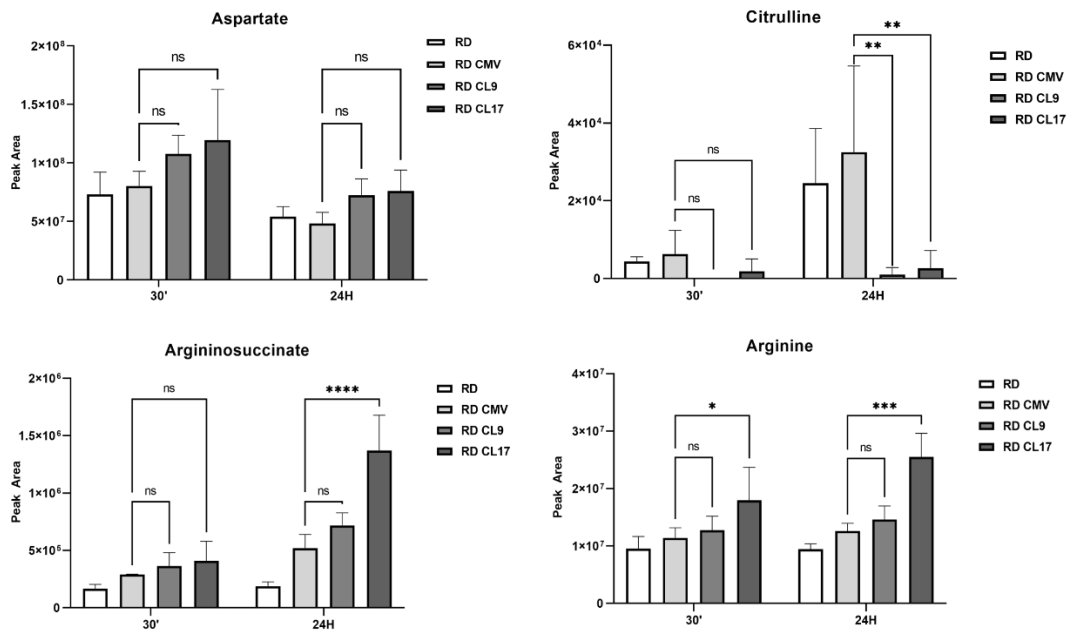 Aspartate
2×10⁸
1.5×10⁸
1×10⁸
5×10⁷
0
Peak Area
ns
ns
ns
ns
30'
24H
RD
RD CMV
RD CL9
RD CL17
Citrulline
6×10⁴
4×10⁴
2×10⁴
0
Peak Area
ns
ns
**
**
30'
24H
RD
RD CMV
RD CL9
RD CL17
Argininosuccinate
2×10⁶
1.5×10⁶
1×10⁶
5×10⁵
0
Peak Area
ns
ns
****
ns
30'
24H
RD
RD CMV
RD CL9
RD CL17
Arginine
4×10⁷
3×10⁷
2×10⁷
1×10⁷
0
Peak Area
*
ns
***
ns
30'
24H
RD
RD CMV
RD CL9
RD CL17